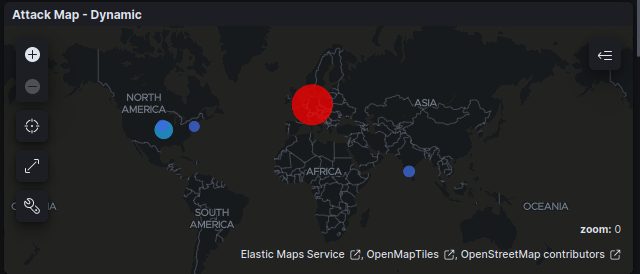 Attack Map - Dynamic
NORTH
AMERICA
ASIA
AFRICA
SOUTH
AMERICA
OCEANIA
zoom: 0
Elastic Maps Service , OpenMapTiles , OpenStreetMap contributors